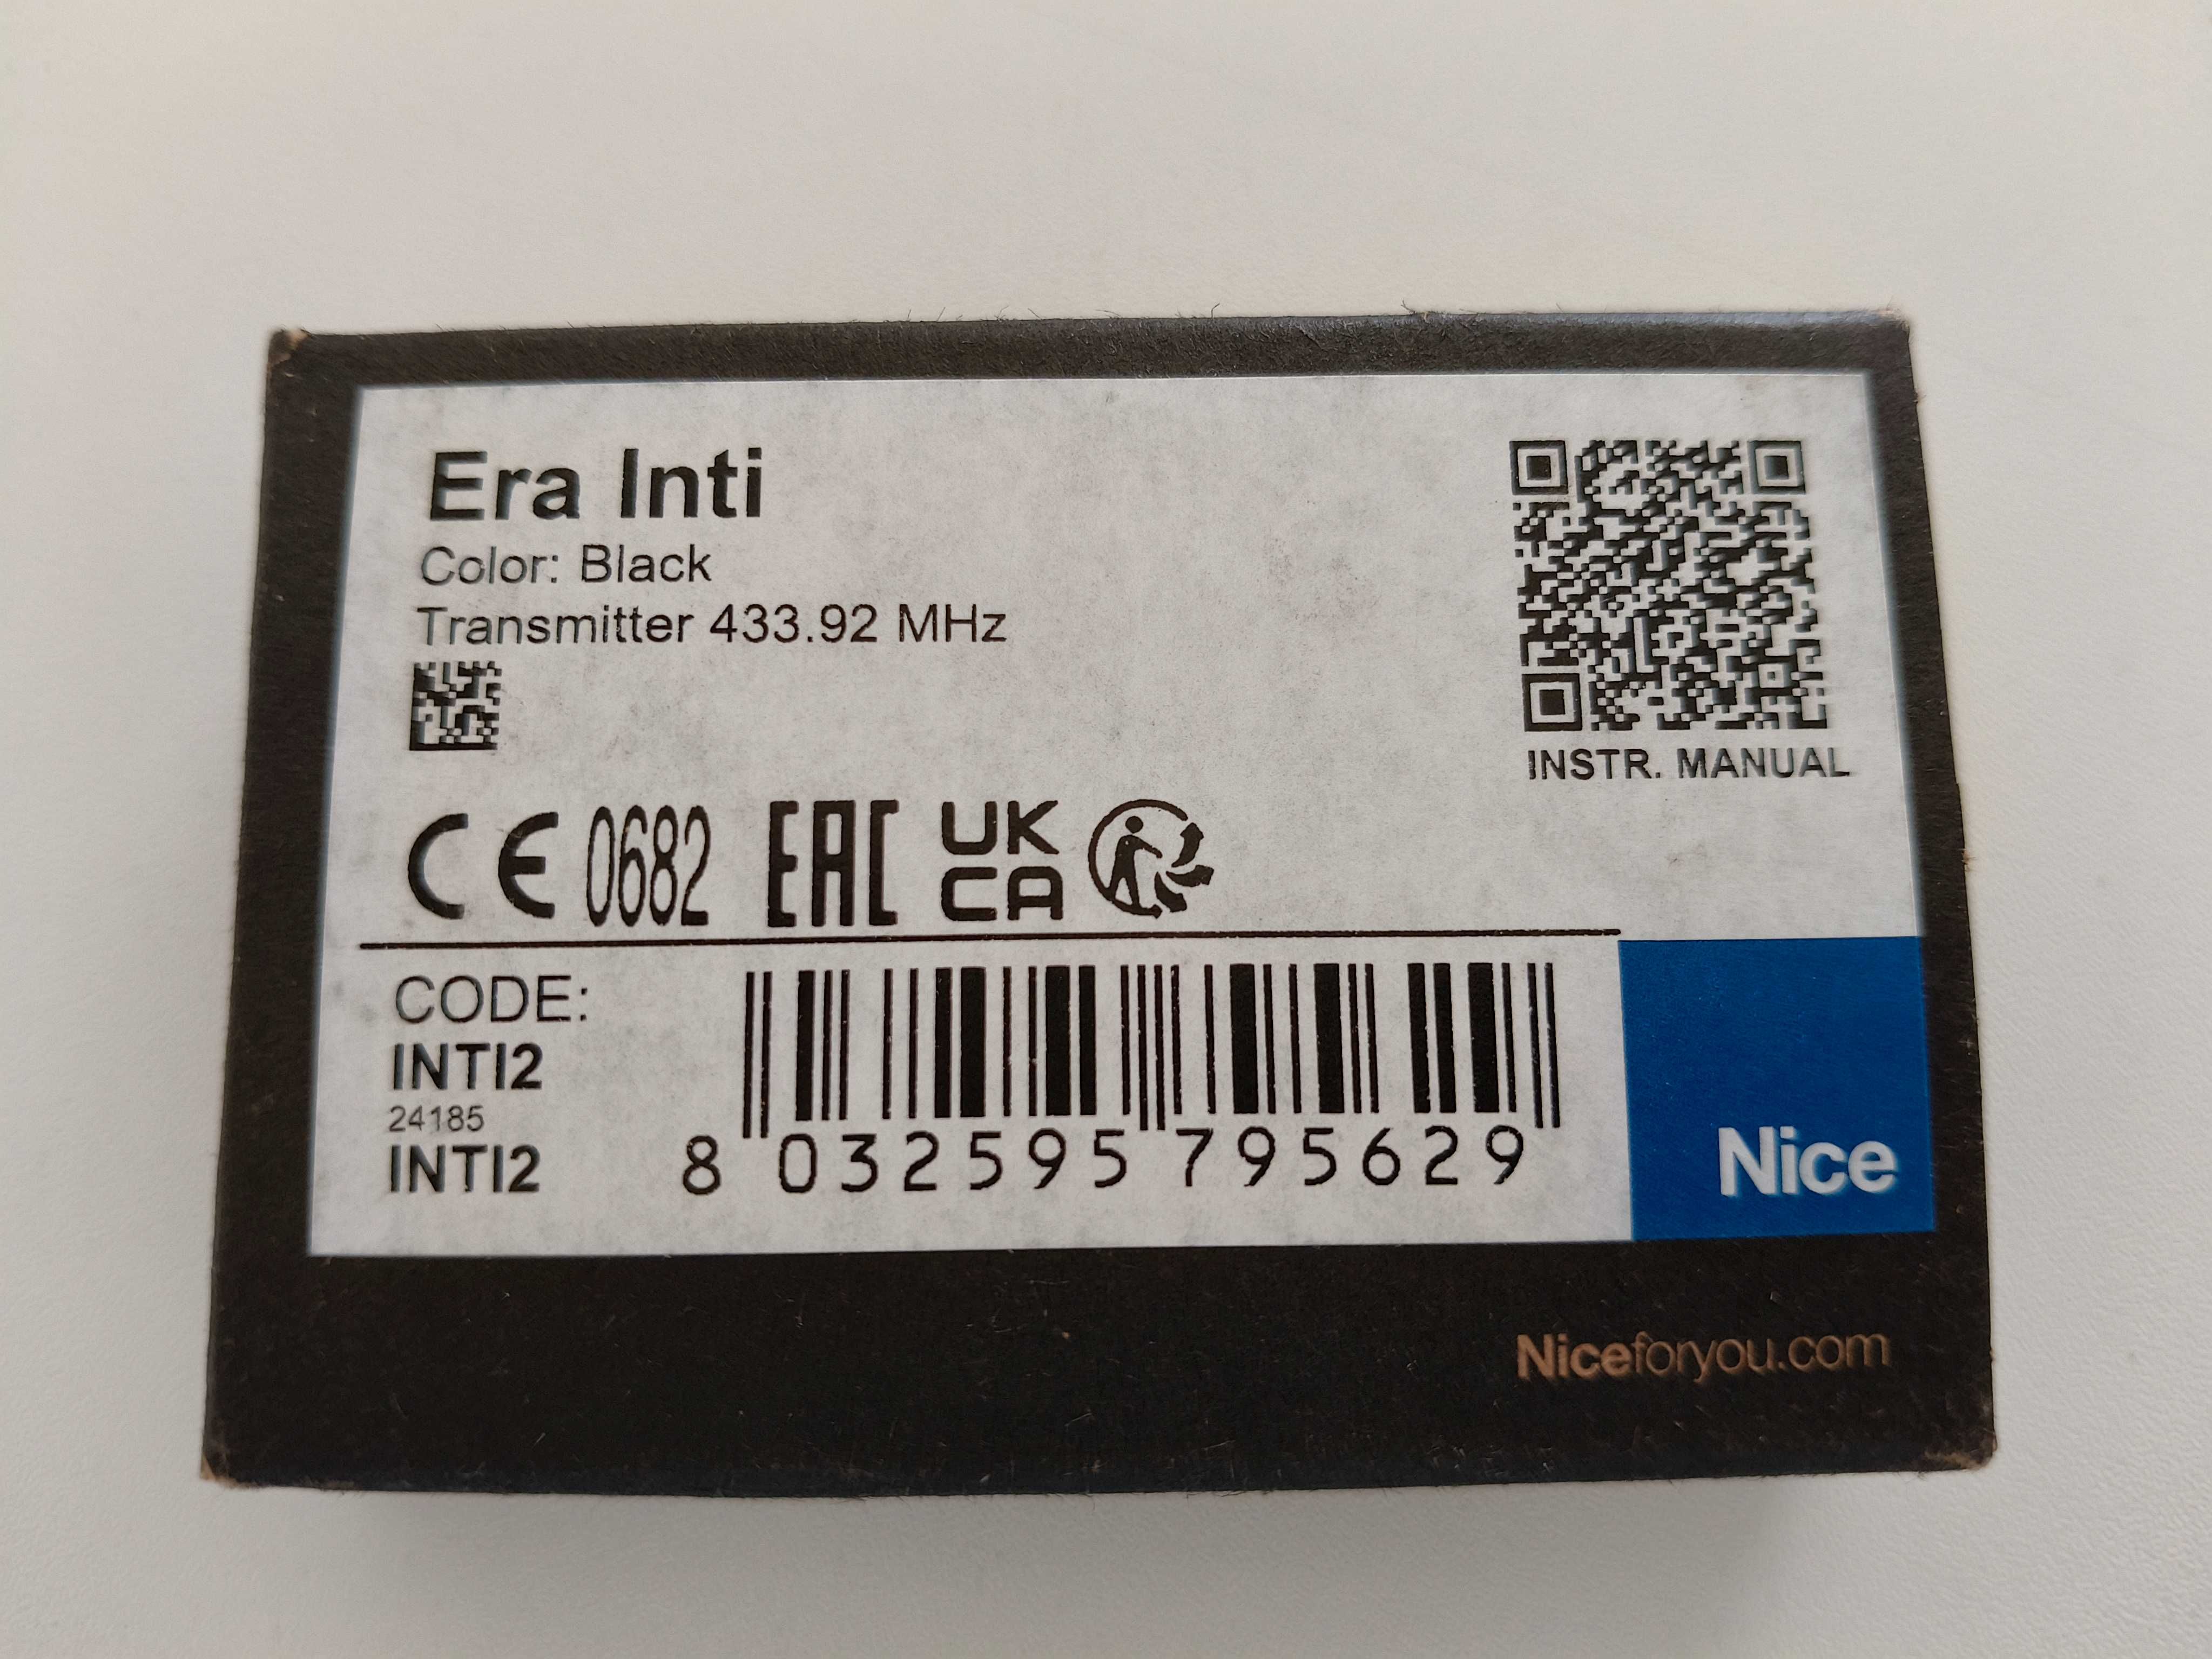 Era Inti
Color: Black
Transmitter 433.92 MHz
INSTR. MANUAL
CE 0682 EAC UK
CA
CODE:
INTI2
24185
INTI2
8 032595 795629
Nice
Niceforyou.com